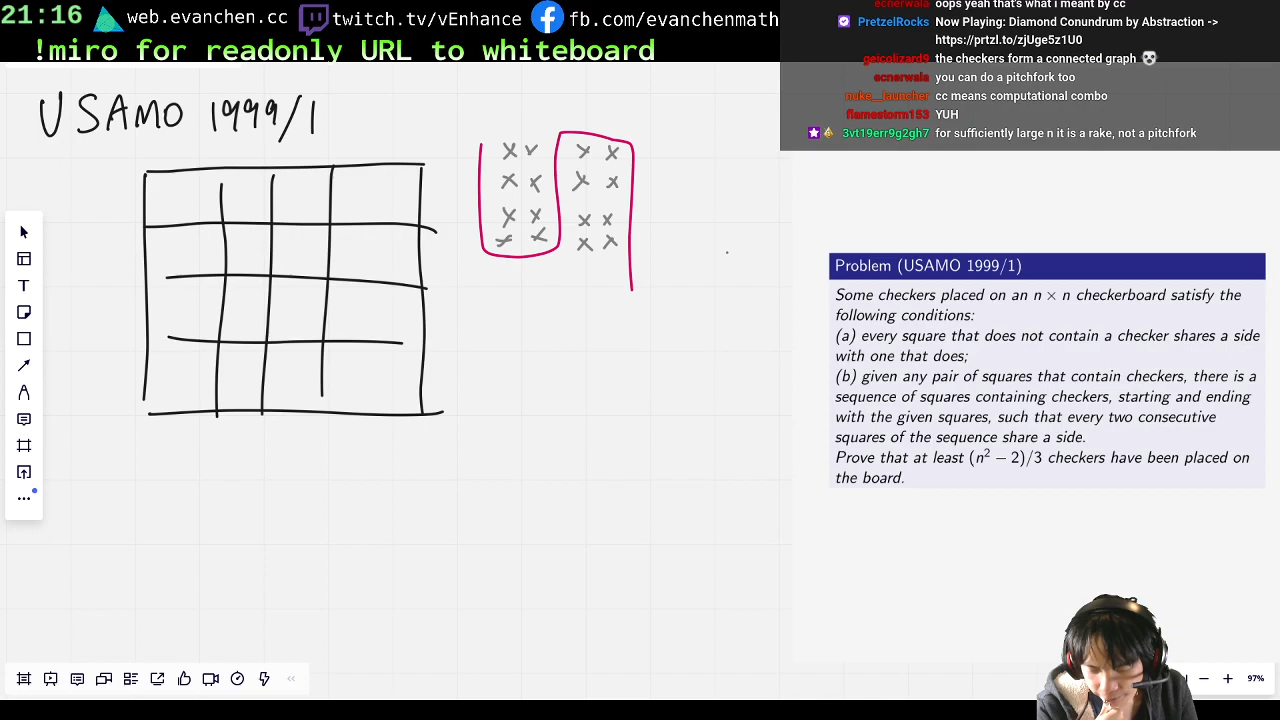 21:16
web.evanchen.cc
twitch.tv/vEnhance
fb.com/evanchenmath
!miro for readonly URL to whiteboard
oops yeah that's what i meant by cc
PretzelRocks Now Playing: Diamond Conundrum by Abstraction ->
https://prtzl.to/zjUge5z1U0
geicolizard9 the checkers form a connected graph
ecnerwala you can do a pitchfork too
nuke__launcher cc means computational combo
flamestorm153 YUH
3vt19err9g2gh7 for sufficiently large n it is a rake, not a pitchfork
USAMO 1999/1
Problem (USAMO 1999/1)
Some checkers placed on an n × n checkerboard satisfy the
following conditions:
(a) every square that does not contain a checker shares a side
with one that does;
(b) given any pair of squares that contain checkers, there is a
sequence of squares containing checkers, starting and ending
with the given squares, such that every two consecutive
squares of the sequence share a side.
Prove that at least (n² − 2)/3 checkers have been placed on
the board.
97%